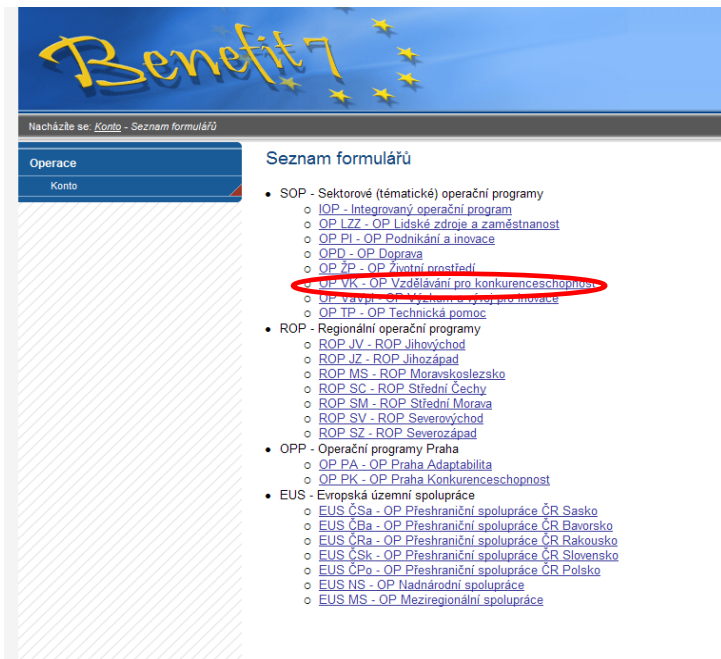 Benefit7
Nacházíte se: Konto - Seznam formulářů
Operace
Konto
Seznam formulářů
SOP - Sektorové (tématické) operační programy
IOP - Integrovaný operační program
OP LZZ - OP Lidské zdroje a zaměstnanost
OP PI - OP Podnikání a inovace
OPD - OP Doprava
OP ŽP - OP Životní prostředí
OP VK - OP Vzdělávání pro konkurenceschopnost
OP VaVpI - OP Výzkum a vývoj pro inovace
OP TP - OP Technická pomoc
ROP - Regionální operační programy
ROP JV - ROP Jihovýchod
ROP JZ - ROP Jihozápad
ROP MS - ROP Moravskoslezsko
ROP SC - ROP Střední Čechy
ROP SM - ROP Střední Morava
ROP SV - ROP Severovýchod
ROP SZ - ROP Severozápad
OPP - Operační programy Praha
OP PA - OP Praha Adaptabilita
OP PK - OP Praha Konkurenceschopnost
EUS - Evropská územní spolupráce
EUS ČSa - OP Přeshraniční spolupráce ČR Sasko
EUS ČBa - OP Přeshraniční spolupráce ČR Bavorsko
EUS ČRa - OP Přeshraniční spolupráce ČR Rakousko
EUS ČSk - OP Přeshraniční spolupráce ČR Slovensko
EUS ČPo - OP Přeshraniční spolupráce ČR Polsko
EUS NS - OP Nadnárodní spolupráce
EUS MS - OP Meziregionální spolupráce